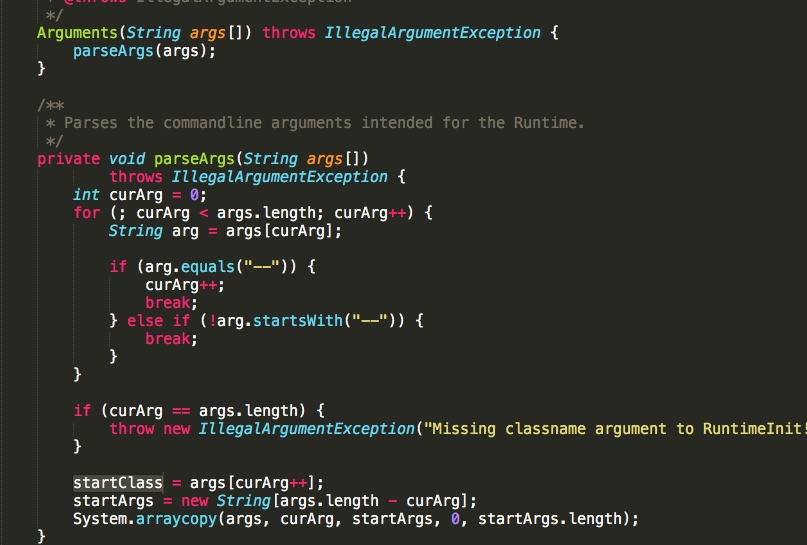 * @throws IllegalArgumentException
*/
Arguments(String args[]) throws IllegalArgumentException {
parseArgs(args);
}
/**
* Parses the commandline arguments intended for the Runtime.
*/
private void parseArgs(String args[])
throws IllegalArgumentException {
int curArg = 0;
for (; curArg < args.length; curArg++) {
String arg = args[curArg];
if (arg.equals("--")) {
curArg++;
break;
} else if (!arg.startsWith("--")) {
break;
}
}
if (curArg == args.length) {
throw new IllegalArgumentException("Missing classname argument to RuntimeInit!
}
startClass = args[curArg++];
startArgs = new String[args.length - curArg];
System.arraycopy(args, curArg, startArgs, 0, startArgs.length);
}